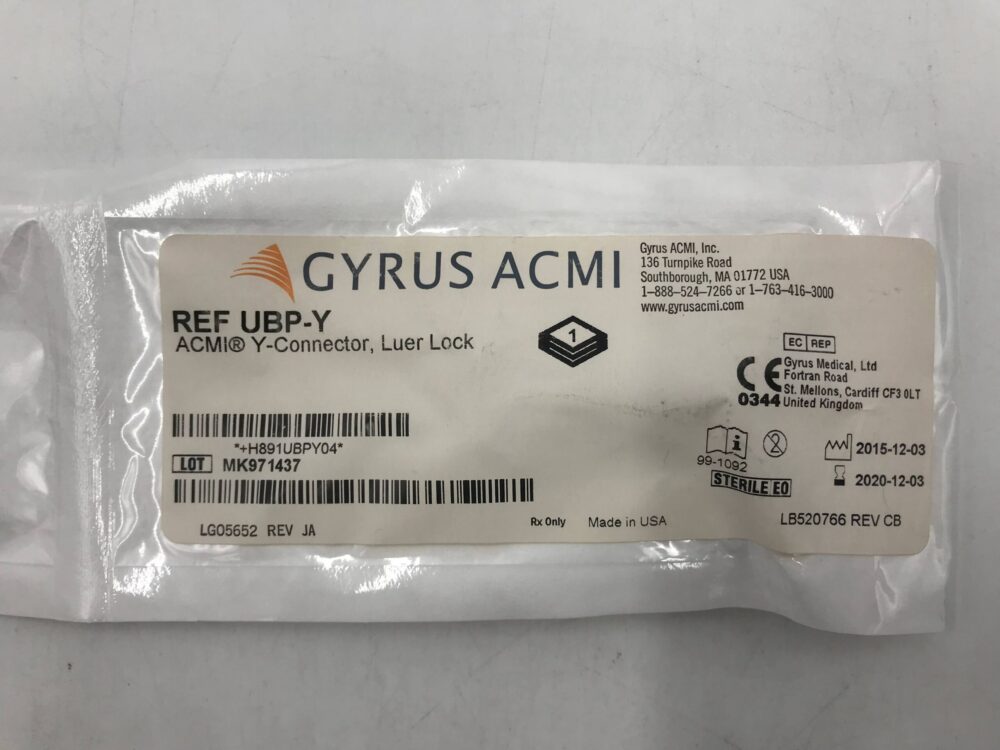 GYRUS ACMI
Gyrus ACMI, Inc.
136 Turnpike Road
Southborough, MA 01772 USA
1-888-524-7266 or 1-763-416-3000
www.gyrusacmi.com
REF UBP-Y
ACMI® Y-Connector, Luer Lock
1
EC REP
CE
0344
Gyrus Medical, Ltd
Fortran Road
St. Mellons, Cardiff CF3 0LT
United Kingdom
*+H891UBPY04*
LOT MK971437
99-1092
i
2
2015-12-03
STERILE EO
2020-12-03
LG05652 REV JA
Rx Only
Made in USA
LB520766 REV CB